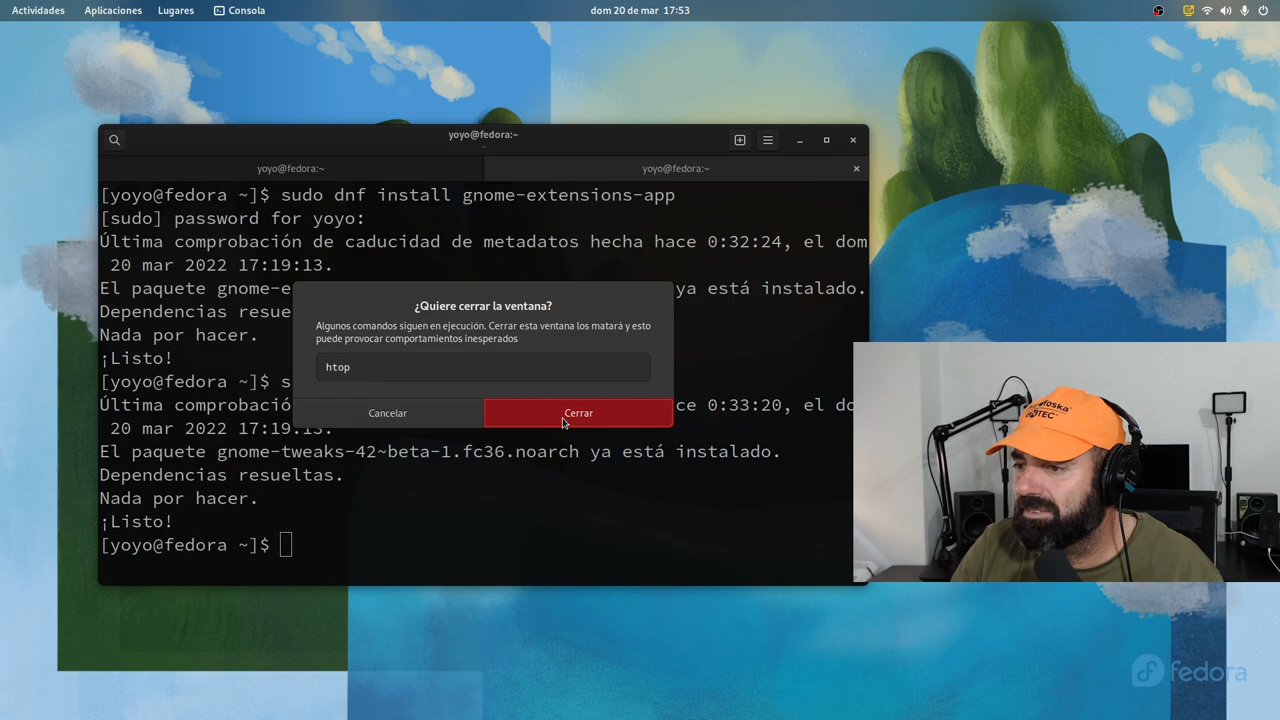 Actividades Aplicaciones Lugares Consola dom 20 de mar 17:53
yoyo@fedora:~
yoyo@fedora:~ yoyo@fedora:~
[yoyo@fedora ~]$ sudo dnf install gnome-extensions-app
[sudo] password for yoyo:
Última comprobación de caducidad de metadatos hecha hace 0:32:24, el dom
20 mar 2022 17:19:13.
El paquete gnome-e ya está instalado.
Dependencias resue
Nada por hacer.
¡Listo!
[yoyo@fedora ~]$ s
Última comprobació ce 0:33:20, el do
20 mar 2022 17:19:13.
El paquete gnome-tweaks-42~beta-1.fc36.noarch ya está instalado.
Dependencias resueltas.
Nada por hacer.
¡Listo!
[yoyo@fedora ~]$
¿Quiere cerrar la ventana?
Algunos comandos siguen en ejecución. Cerrar esta ventana los matará y esto
puede provocar comportamientos inesperados
htop
Cancelar Cerrar
fedora